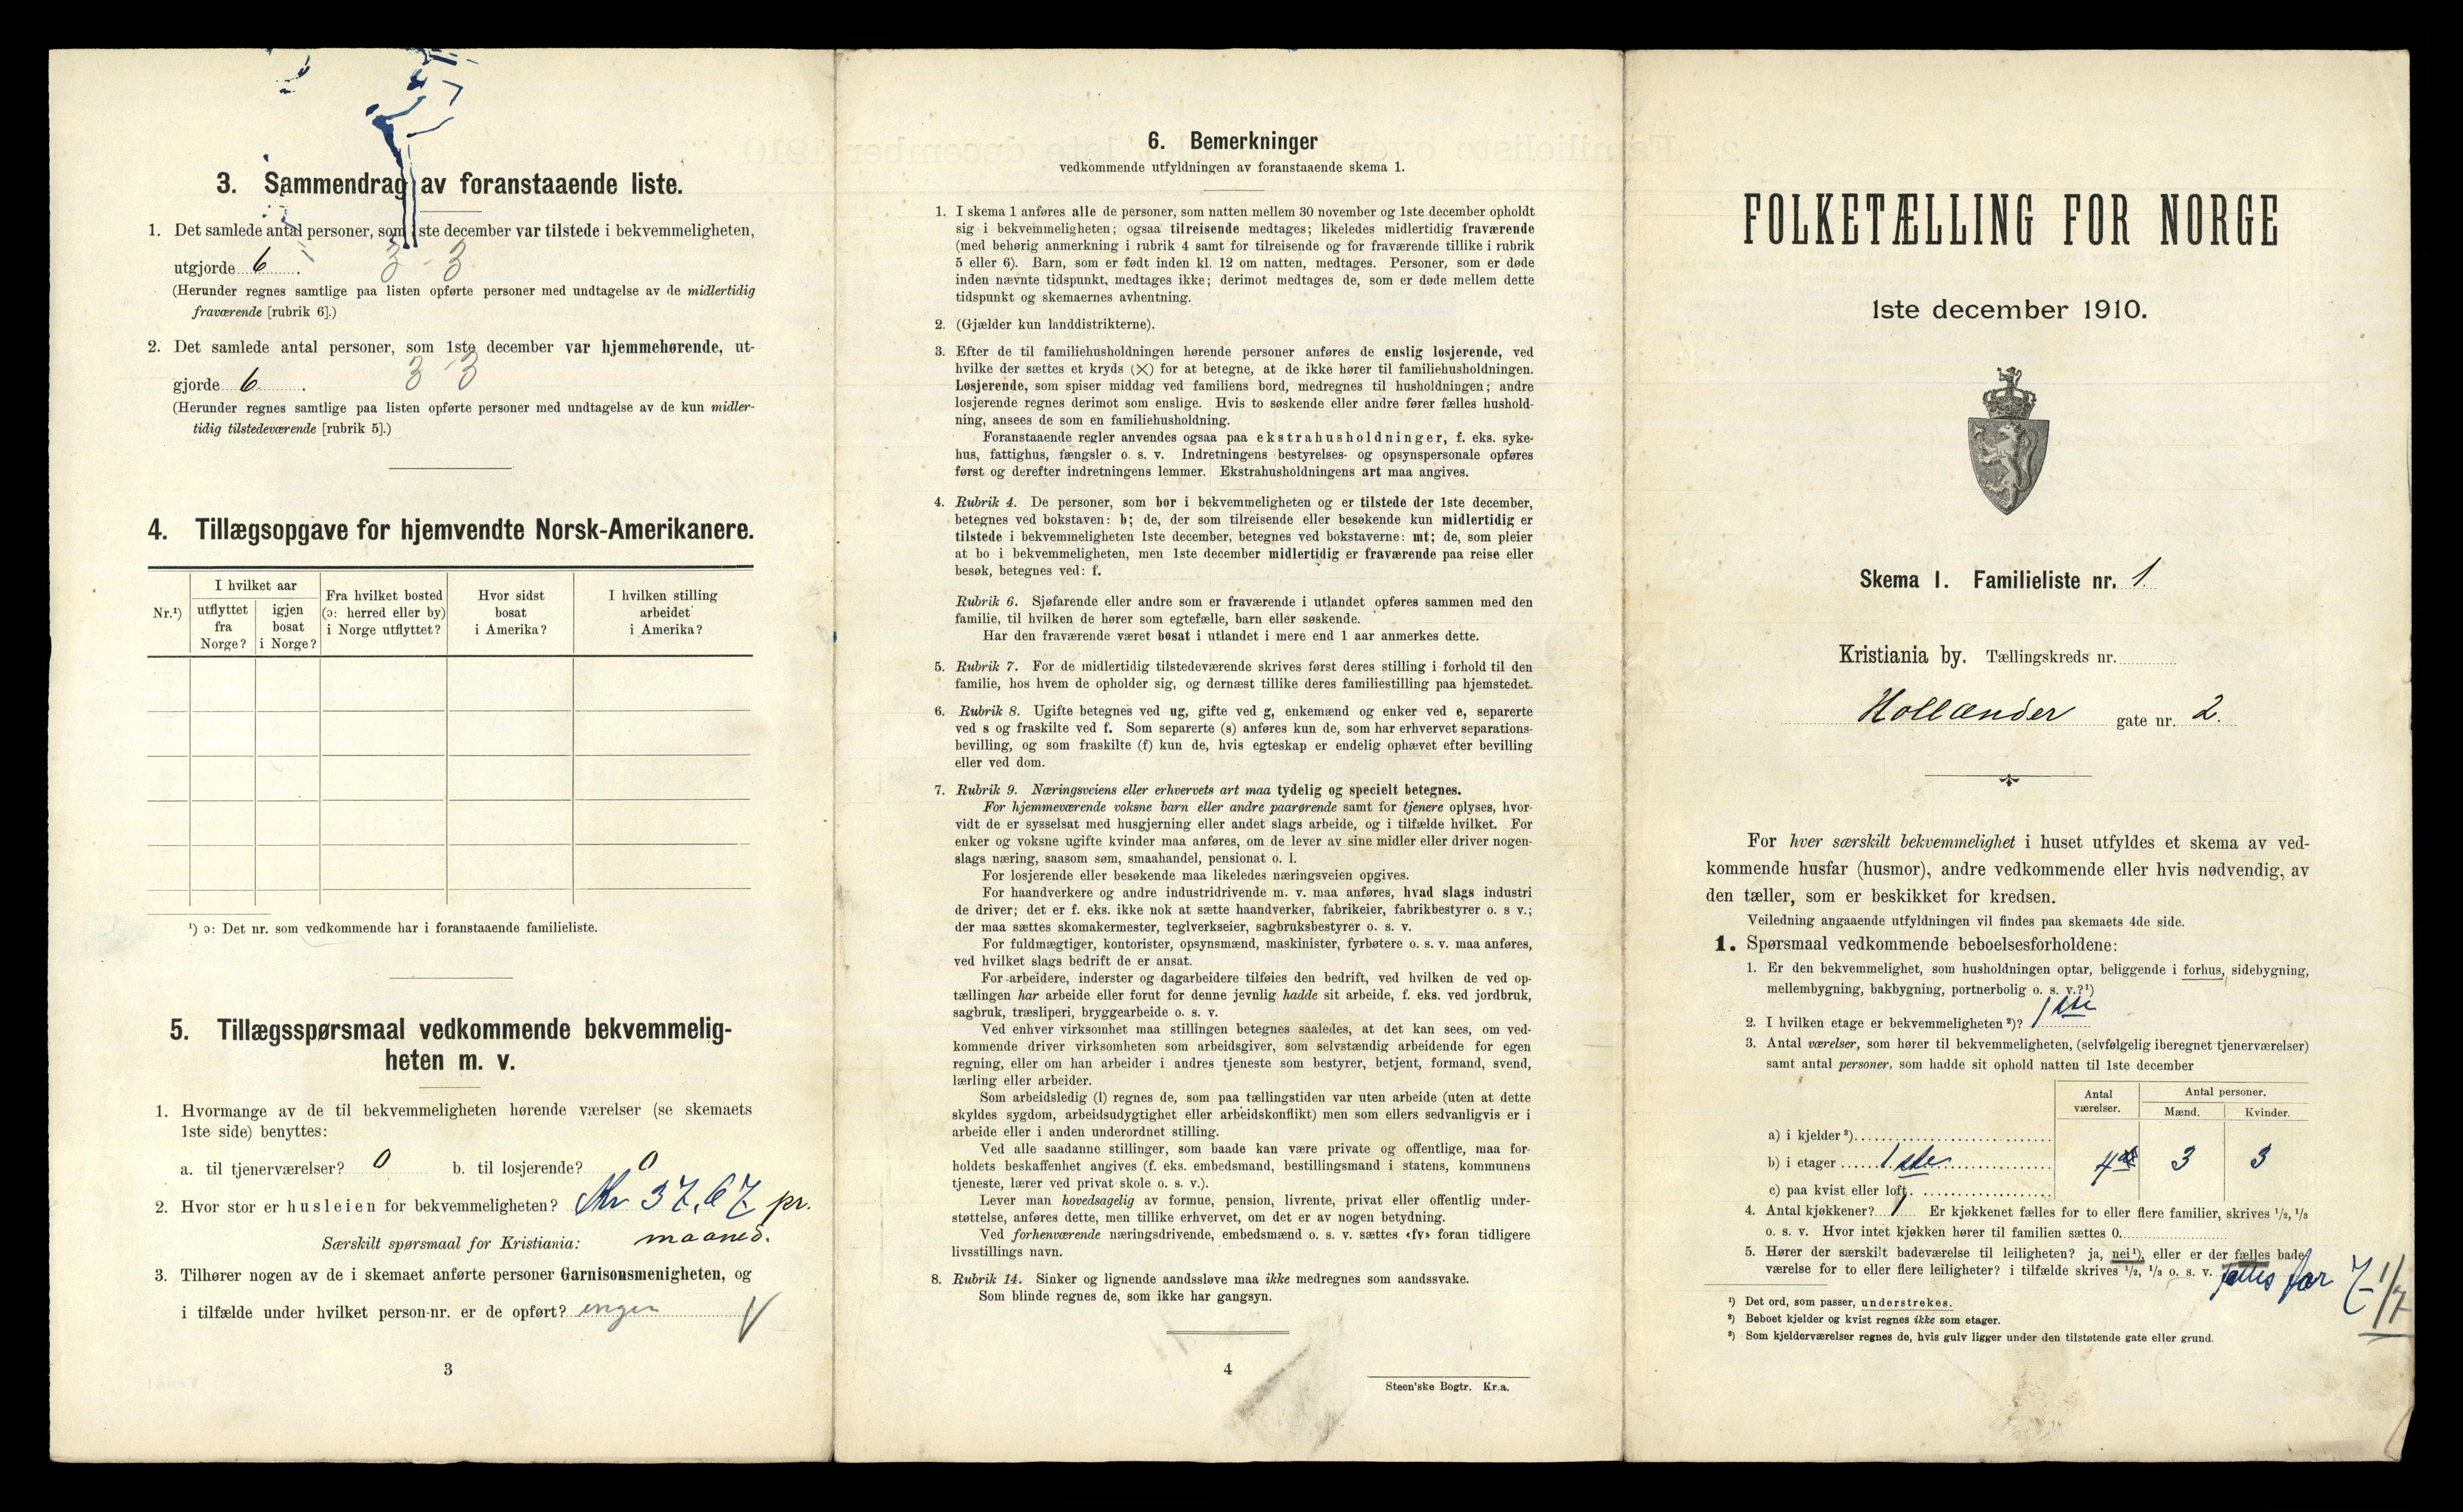 3. Sammendrag av foranstaaende liste.
1. Det samlede antal personer, som 1ste december var tilstede i bekvemmeligheten,
utgjorde 6. 3 - 3
(Herunder regnes samtlige paa listen opførte personer med undtagelse av de midlertidig
fraværende [rubrik 6].)
2. Det samlede antal personer, som 1ste december var hjemmehørende, ut-
gjorde 6. 3 3
(Herunder regnes samtlige paa listen opførte personer med undtagelse av de kun midler-
tidig tilstedeværende [rubrik 5].)
4. Tillægsopgave for hjemvendte Norsk-Amerikanere.
Nr.¹)
I hvilket aar
utflyttet
fra
Norge?
igjen
bosat
i Norge?
Fra hvilket bosted
(ɔ: herred eller by)
i Norge utflyttet?
Hvor sidst
bosat
i Amerika?
I hvilken stilling
arbeidet
i Amerika?
¹) ɔ: Det nr. som vedkommende har i foranstaaende familieliste.
5. Tillægsspørsmaal vedkommende bekvemmelig-
heten m. v.
1. Hvormange av de til bekvemmeligheten hørende værelser (se skemaets
1ste side) benyttes:
a. til tjenerværelser? 0 b. til losjerende? 0
2. Hvor stor er husleien for bekvemmeligheten? Kr 37,67 pr.
maaned.
Særskilt spørsmaal for Kristiania:
3. Tilhører nogen av de i skemaet anførte personer Garnisonsmenigheten, og
i tilfælde under hvilket person-nr. er de opført? ingen
3
6. Bemerkninger
vedkommende utfyldningen av foranstaaende skema 1.
1. I skema 1 anføres alle de personer, som natten mellem 30 november og 1ste december opholdt
sig i bekvemmeligheten; ogsaa tilreisende medtages; likeledes midlertidig fraværende
(med behørig anmerkning i rubrik 4 samt for tilreisende og for fraværende tillike i rubrik
5 eller 6). Barn, som er født inden kl. 12 om natten, medtages. Personer, som er døde
inden nævnte tidspunkt, medtages ikke; derimot medtages de, som er døde mellem dette
tidspunkt og skemaernes avhentning.
2. (Gjælder kun landdistrikterne).
3. Efter de til familiehusholdningen hørende personer anføres de enslig losjerende, ved
hvilke der sættes et kryds (×) for at betegne, at de ikke hører til familiehusholdningen.
Losjerende, som spiser middag ved familiens bord, medregnes til husholdningen; andre
losjerende regnes derimot som enslige. Hvis to søskende eller andre fører fælles hushold-
ning, ansees de som en familiehusholdning.
Foranstaaende regler anvendes ogsaa paa ekstrahusholdninger, f. eks. syke-
hus, fattighus, fængsler o. s. v. Indretningens bestyrelses- og opsynspersonale opføres
først og derefter indretningens lemmer. Ekstrahusholdningens art maa angives.
4. Rubrik 4. De personer, som bor i bekvemmeligheten og er tilstede der 1ste december,
betegnes ved bokstaven: b; de, der som tilreisende eller besøkende kun midlertidig er
tilstede i bekvemmeligheten 1ste december, betegnes ved bokstaverne: mt; de, som pleier
at bo i bekvemmeligheten, men 1ste december midlertidig er fraværende paa reise eller
besøk, betegnes ved: f.
Rubrik 6. Sjøfarende eller andre som er fraværende i utlandet opføres sammen med den
familie, til hvilken de hører som egtefælle, barn eller søskende.
Har den fraværende været bosat i utlandet i mere end 1 aar anmerkes dette.
5. Rubrik 7. For de midlertidig tilstedeværende skrives først deres stilling i forhold til den
familie, hos hvem de opholder sig, og dernæst tillike deres familiestilling paa hjemstedet.
6. Rubrik 8. Ugifte betegnes ved ug, gifte ved g, enkemænd og enker ved e, separerte
ved s og fraskilte ved f. Som separerte (s) anføres kun de, som har erhvervet separations-
bevilling, og som fraskilte (f) kun de, hvis egteskap er endelig ophævet efter bevilling
eller ved dom.
7. Rubrik 9. Næringsveiens eller erhvervets art maa tydelig og specielt betegnes.
For hjemmeværende voksne barn eller andre paarørende samt for tjenere oplyses, hvor-
vidt de er sysselsat med husgjerning eller andet slags arbeide, og i tilfælde hvilket. For
enker og voksne ugifte kvinder maa anføres, om de lever av sine midler eller driver nogen-
slags næring, saasom søm, smaahandel, pensionat o. l.
For losjerende eller besøkende maa likeledes næringsveien opgives.
For haandverkere og andre industridrivende m. v. maa anføres, hvad slags industri
de driver; det er f. eks. ikke nok at sætte haandverker, fabrikeier, fabrikbestyrer o. s v.;
der maa sættes skomakermester, teglverkseier, sagbruksbestyrer o. s. v.
For fuldmægtiger, kontorister, opsynsmænd, maskinister, fyrbøtere o. s. v. maa anføres,
ved hvilket slags bedrift de er ansat.
For arbeidere, inderster og dagarbeidere tilføies den bedrift, ved hvilken de ved op-
tællingen har arbeide eller forut for denne jevnlig hadde sit arbeide, f. eks. ved jordbruk,
sagbruk, træsliperi, bryggearbeide o. s. v.
Ved enhver virksomhet maa stillingen betegnes saaledes, at det kan sees, om ved-
kommende driver virksomheten som arbeidsgiver, som selvstændig arbeidende for egen
regning, eller om han arbeider i andres tjeneste som bestyrer, betjent, formand, svend,
lærling eller arbeider.
Som arbeidsledig (l) regnes de, som paa tællingstiden var uten arbeide (uten at dette
skyldes sygdom, arbeidsudygtighet eller arbeidskonflikt) men som ellers sedvanligvis er i
arbeide eller i anden underordnet stilling.
Ved alle saadanne stillinger, som baade kan være private og offentlige, maa for-
holdets beskaffenhet angives (f. eks. embedsmand, bestillingsmand i statens, kommunens
tjeneste, lærer ved privat skole o. s. v.).
Lever man hovedsagelig av formue, pension, livrente, privat eller offentlig under-
støttelse, anføres dette, men tillike erhvervet, om det er av nogen betydning.
Ved forhenværende næringsdrivende, embedsmænd o. s. v. sættes «fv» foran tidligere
livsstillings navn.
8. Rubrik 14. Sinker og lignende aandssløve maa ikke medregnes som aandssvake.
Som blinde regnes de, som ikke har gangsyn.
4
Steen'ske Bogtr. Kr.a.
FOLKETÆLLING FOR NORGE
1ste december 1910.
Skema I. Familieliste nr. 1
Kristiania by. Tællingskreds nr.
Hollænder gate nr. 2.
For hver særskilt bekvemmelighet i huset utfyldes et skema av ved-
kommende husfar (husmor), andre vedkommende eller hvis nødvendig, av
den tæller, som er beskikket for kredsen.
Veiledning angaaende utfyldningen vil findes paa skemaets 4de side.
1. Spørsmaal vedkommende beboelsesforholdene:
1. Er den bekvemmelighet, som husholdningen optar, beliggende i forhus, sidebygning,
mellembygning, bakbygning, portnerbolig o. s. v.?¹)
2. I hvilken etage er bekvemmeligheten²)? 1ste
3. Antal værelser, som hører til bekvemmeligheten, (selvfølgelig iberegnet tjenerværelser)
samt antal personer, som hadde sit ophold natten til 1ste december
Antal
værelser.
Antal personer.
Mænd. Kvinder.
a) i kjelder³)
b) i etager 1ste 4 3 3
c) paa kvist eller loft
4. Antal kjøkkener? 1 Er kjøkkenet fælles for to eller flere familier, skrives ¹/₂, ¹/₃
o. s. v. Hvor intet kjøkken hører til familien sættes 0.
5. Hører der særskilt badeværelse til leiligheten? ja, nei¹), eller er der fælles bade-
værelse for to eller flere leiligheter? i tilfælde skrives ¹/₂, ¹/₃ o. s. v. fælles for 7 1/7
¹) Det ord, som passer, understrekes.
²) Beboet kjelder og kvist regnes ikke som etager.
³) Som kjelderværelser regnes de, hvis gulv ligger under den tilstøtende gate eller grund.